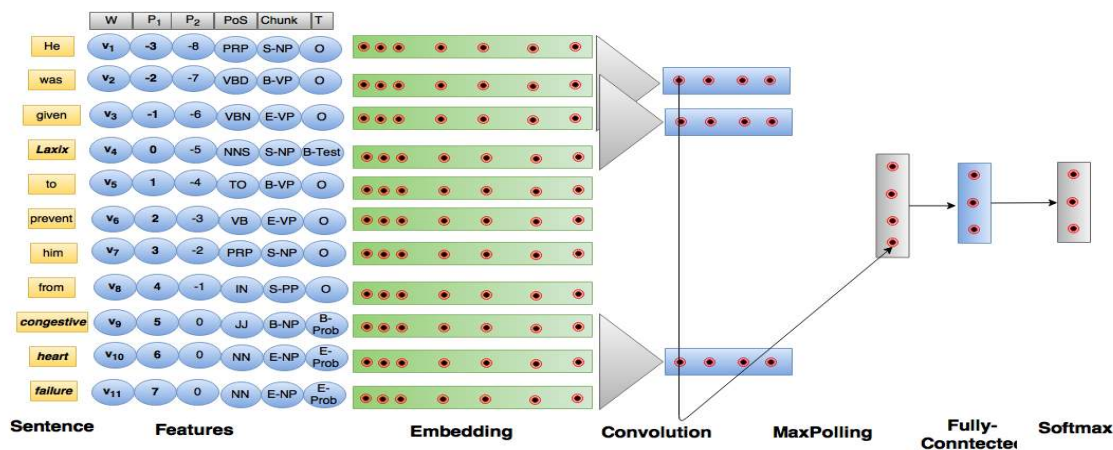 W P₁ P₂ PoS Chunk T
He v₁ -3 -8 PRP S-NP O
was v₂ -2 -7 VBD B-VP O
given v₃ -1 -6 VBN E-VP O
Laxix v₄ 0 -5 NNS S-NP B-Test
to v₅ 1 -4 TO B-VP O
prevent v₆ 2 -3 VB E-VP O
him v₇ 3 -2 PRP S-NP O
from v₈ 4 -1 IN S-PP O
congestive v₉ 5 0 JJ B-NP B-Prob
heart v₁₀ 6 0 NN E-NP E-Prob
failure v₁₁ 7 0 NN E-NP E-Prob
Sentence Features Embedding Convolution MaxPolling Fully-Conntected Softmax